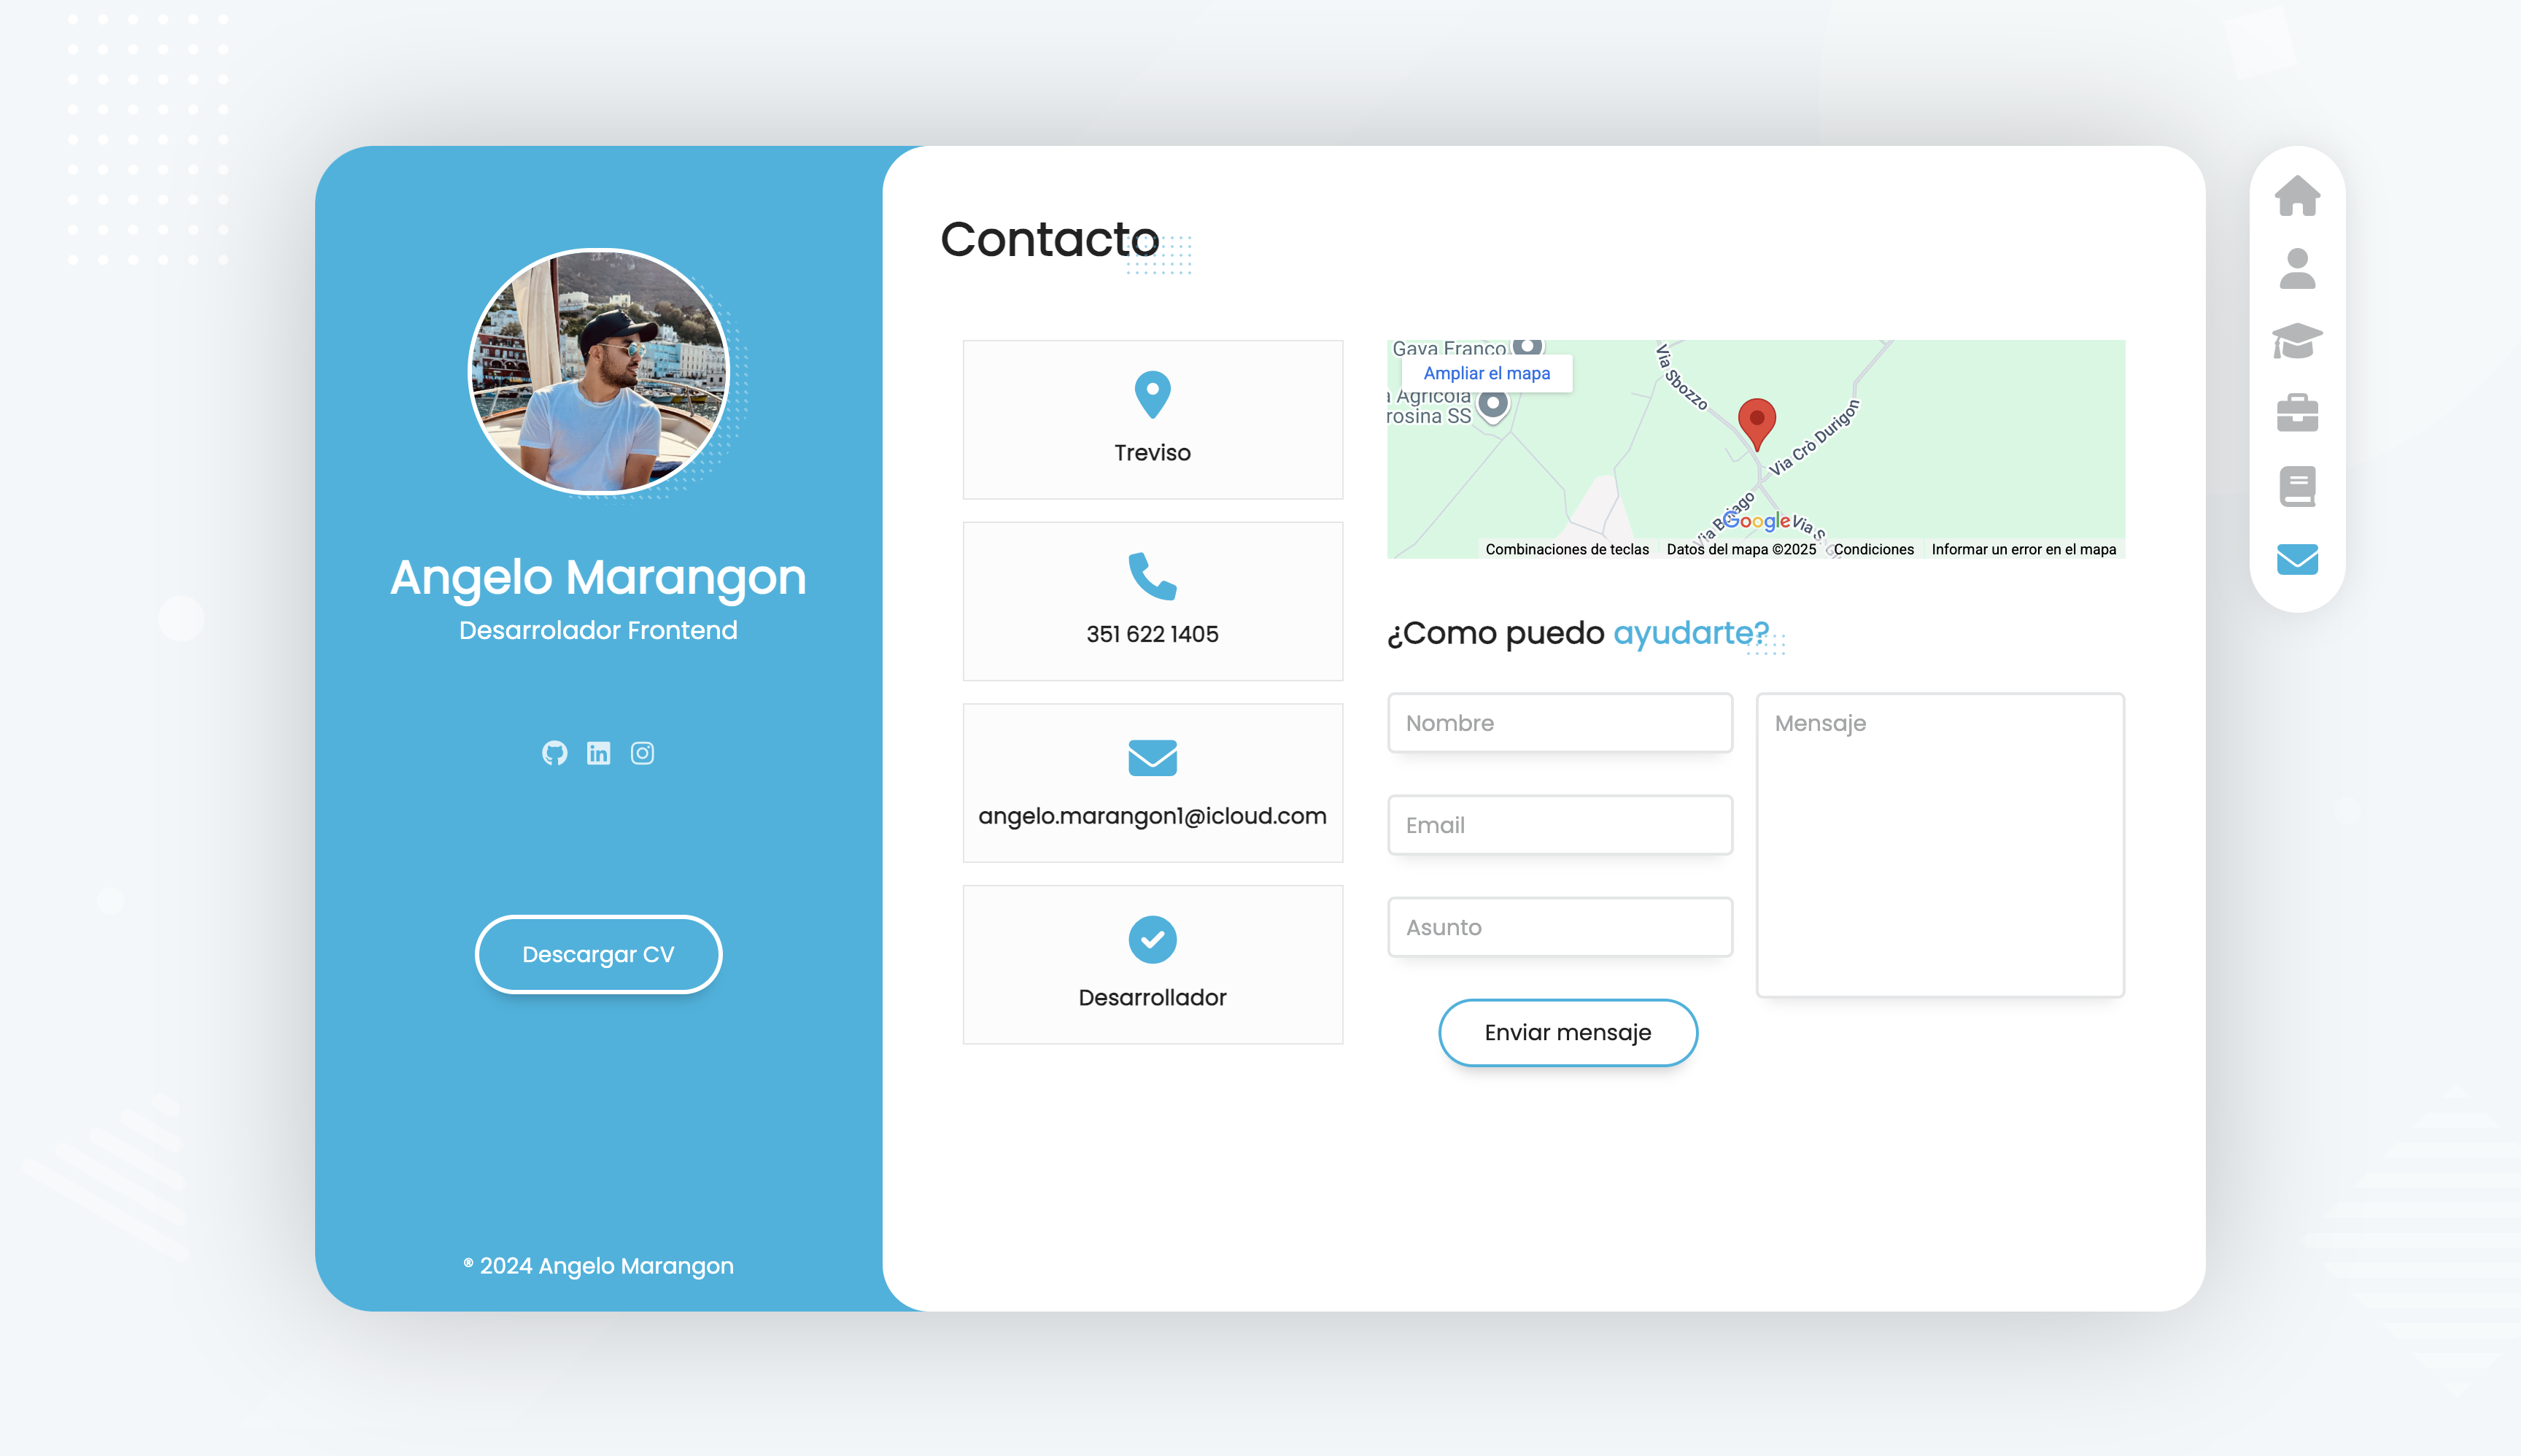 Angelo Marangon
Desarrolador Frontend
Descargar CV
® 2024 Angelo Marangon
Contacto
Treviso
351 622 1405
angelo.marangon1@icloud.com
Desarrollador
Gava Franco
Ampliar el mapa
a Agricola
rosina SS
Via Sbozzo
Via Crò Durigon
Via S
Google
Combinaciones de teclas
Datos del mapa ©2025
Condiciones
Informar un error en el mapa
¿Como puedo ayudarte?
Nombre
Email
Asunto
Mensaje
Enviar mensaje